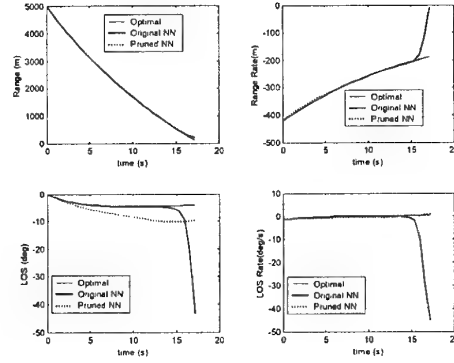 5000
4000
3000
2000
1000
0
Range (m)
Optimal
Original NN
Pruned NN
0
5
10
15
20
time (s)
0
-100
-200
-300
-400
-500
Range Rate(m)
Optimal
Original NN
Pruned NN
0
5
10
15
20
time (s)
0
-10
-20
-30
-40
-50
LOS (deg)
Optimal
Original NN
Pruned NN
0
5
10
15
20
time (s)
10
0
-10
-20
-30
-40
-50
LOS Rate(deg/s)
Optimal
Original NN
Pruned NN
0
5
10
15
20
time (s)